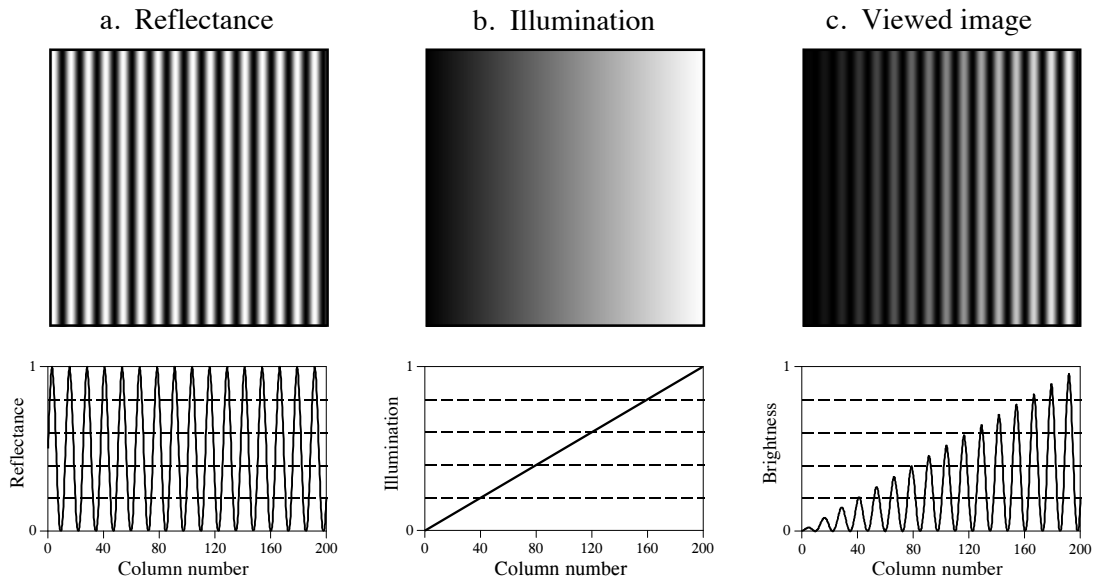 a. Reflectance
b. Illumination
c. Viewed image
1
Reflectance
0
0 40 80 120 160 200
Column number
1
Illumination
0
0 40 80 120 160 200
Column number
1
Brightness
0
0 40 80 120 160 200
Column number